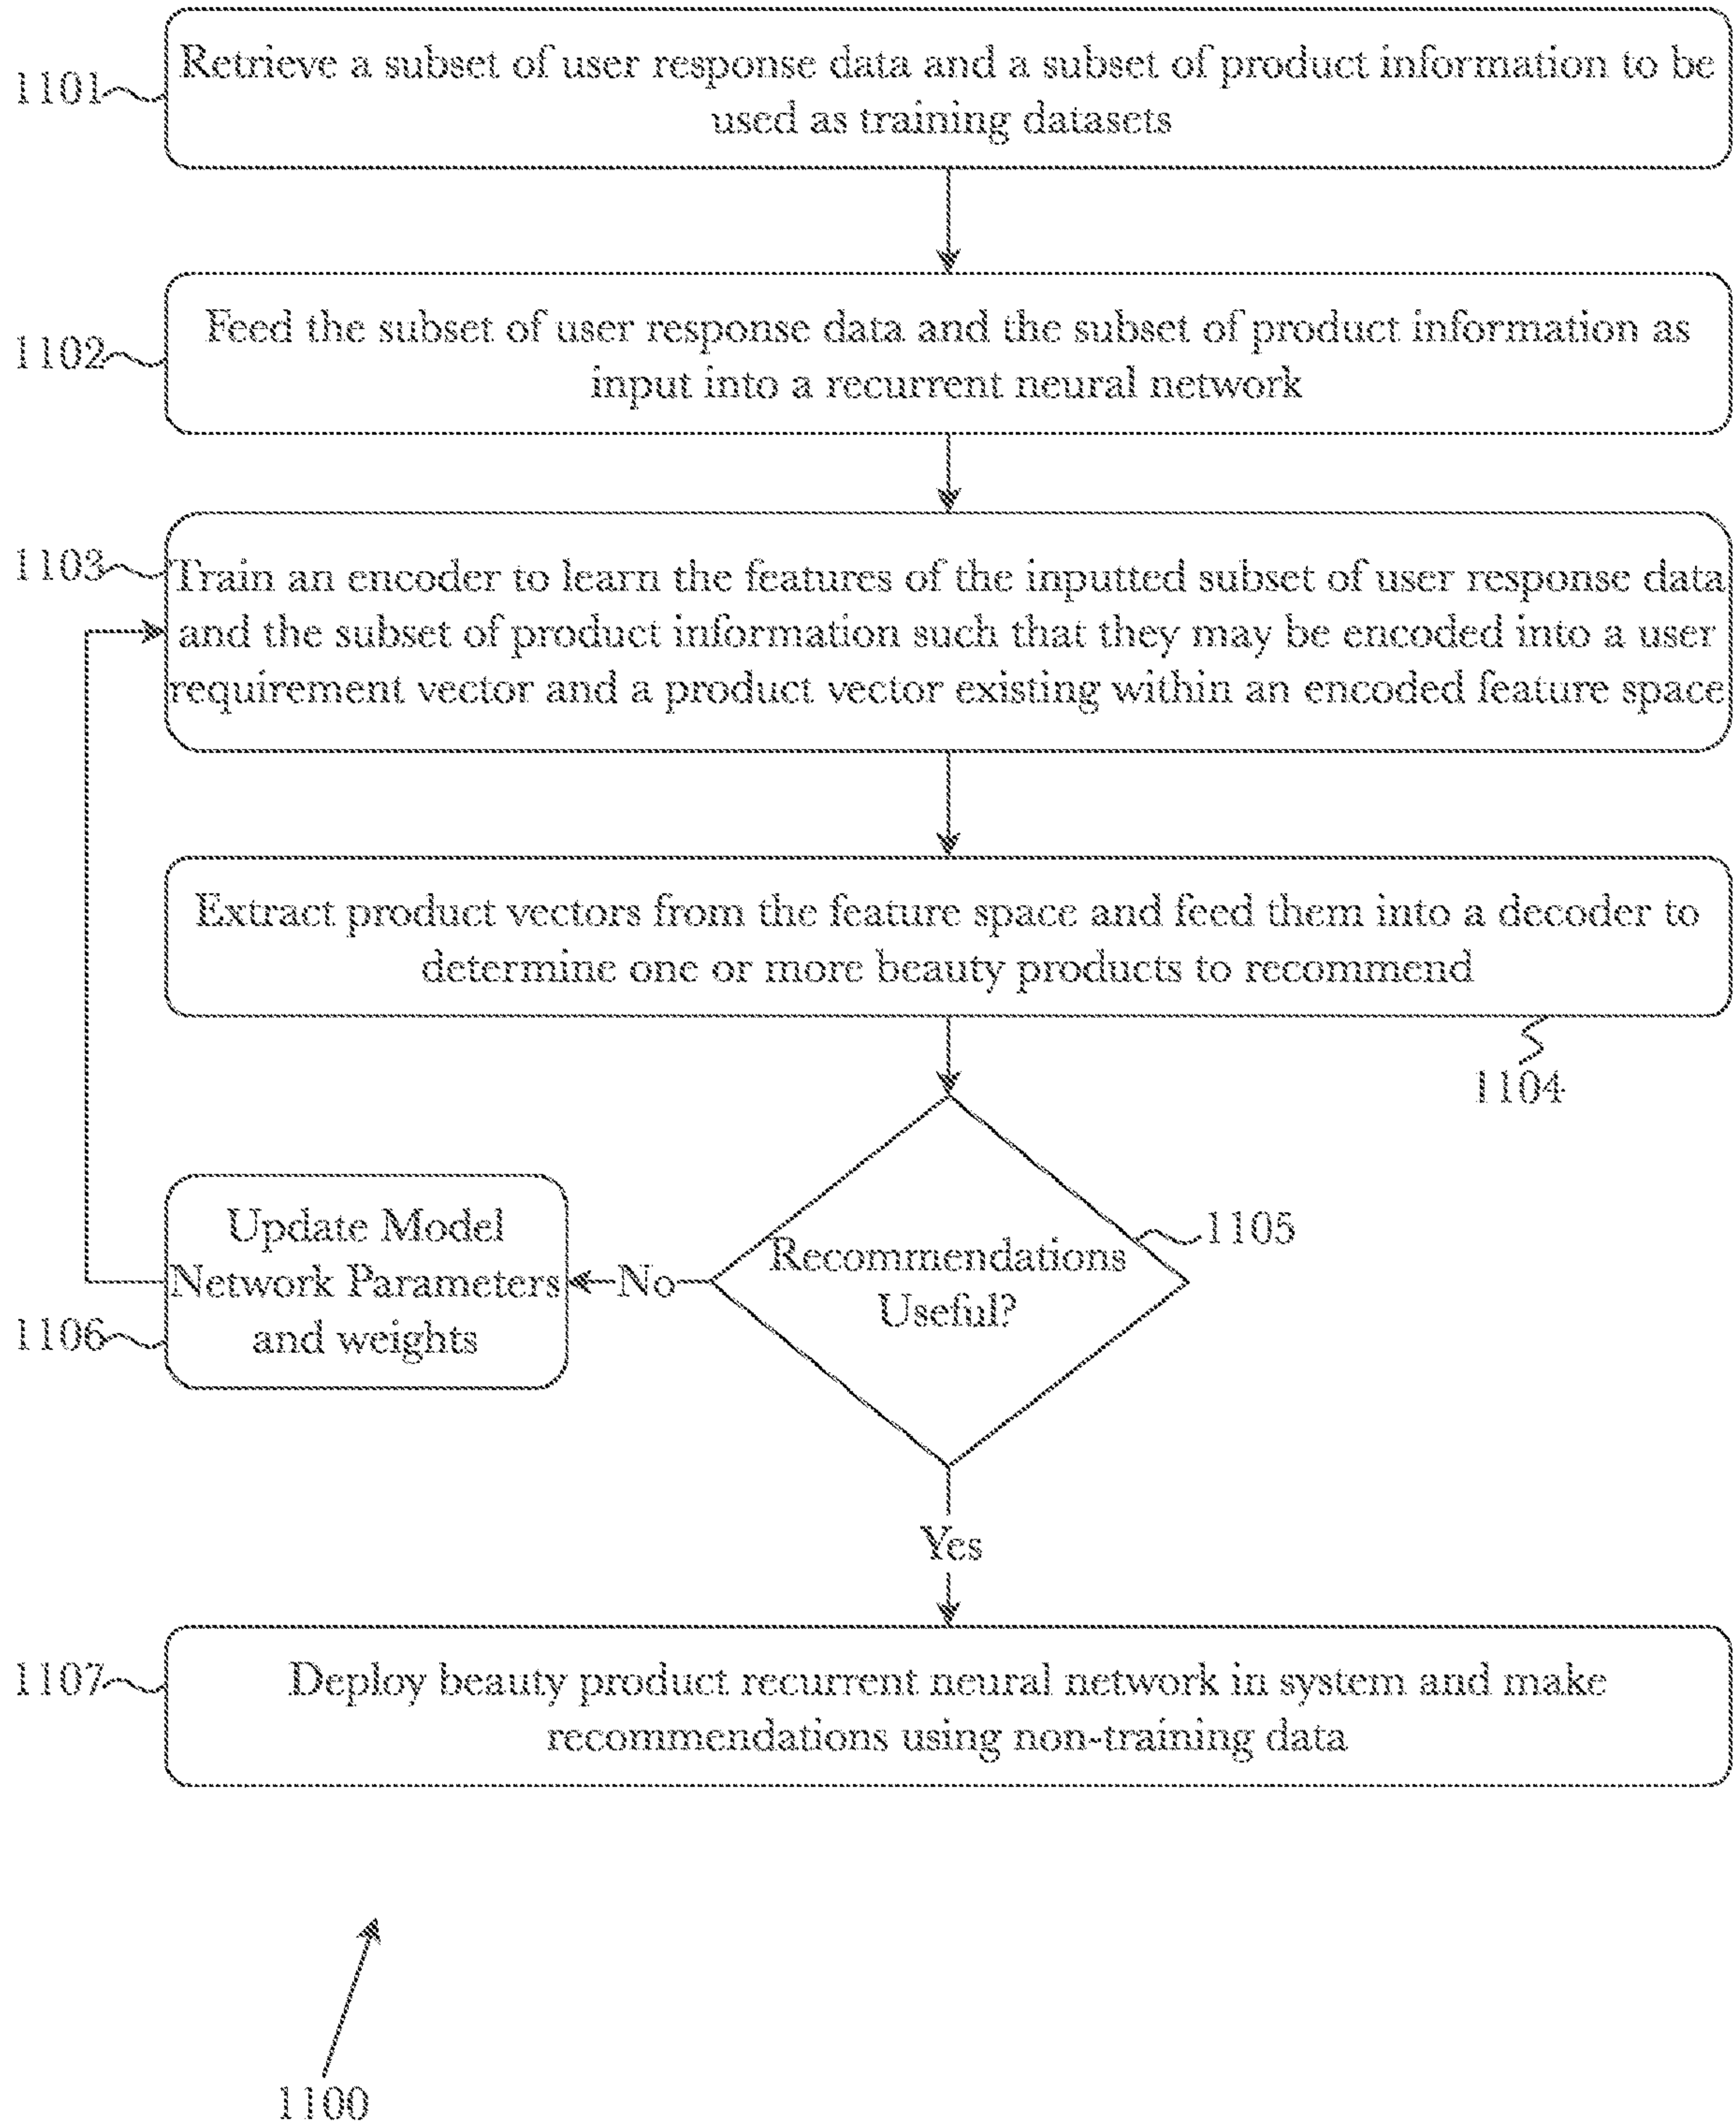 1101
Retrieve a subset of user response data and a subset of product information to be
used as training datasets
1102
Feed the subset of user response data and the subset of product information as
input into a recurrent neural network
1103
Train an encoder to learn the features of the inputted subset of user response data
and the subset of product information such that they may be encoded into a user
requirement vector and a product vector existing within an encoded feature space
Extract product vectors from the feature space and feed them into a decoder to
determine one or more beauty products to recommend
1104
1105
Recommendations
Useful?
No
Update Model
Network Parameters
and weights
1106
Yes
1107
Deploy beauty product recurrent neural network in system and make
recommendations using non-training data
1100